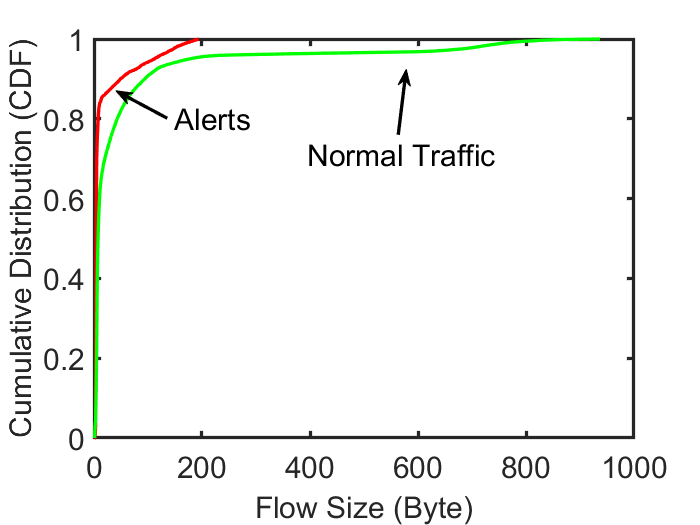 Cumulative Distribution (CDF)
1
0.8
0.6
0.4
0.2
0
Alerts
Normal Traffic
0 200 400 600 800 1000
Flow Size (Byte)